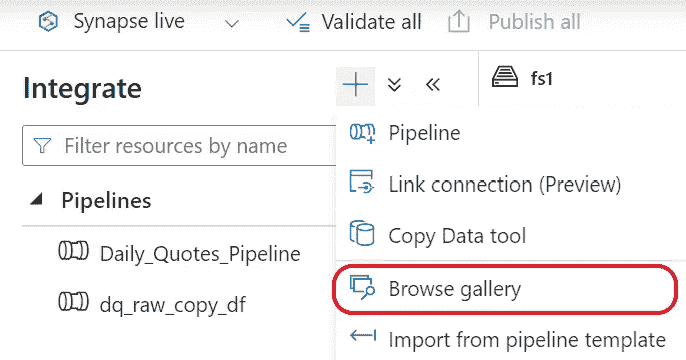 Synapse live Validate all Publish all
Integrate
fs1
Filter resources by name
Pipelines
Daily_Quotes_Pipeline
dq_raw_copy_df
Pipeline
Link connection (Preview)
Copy Data tool
Browse gallery
Import from pipeline template